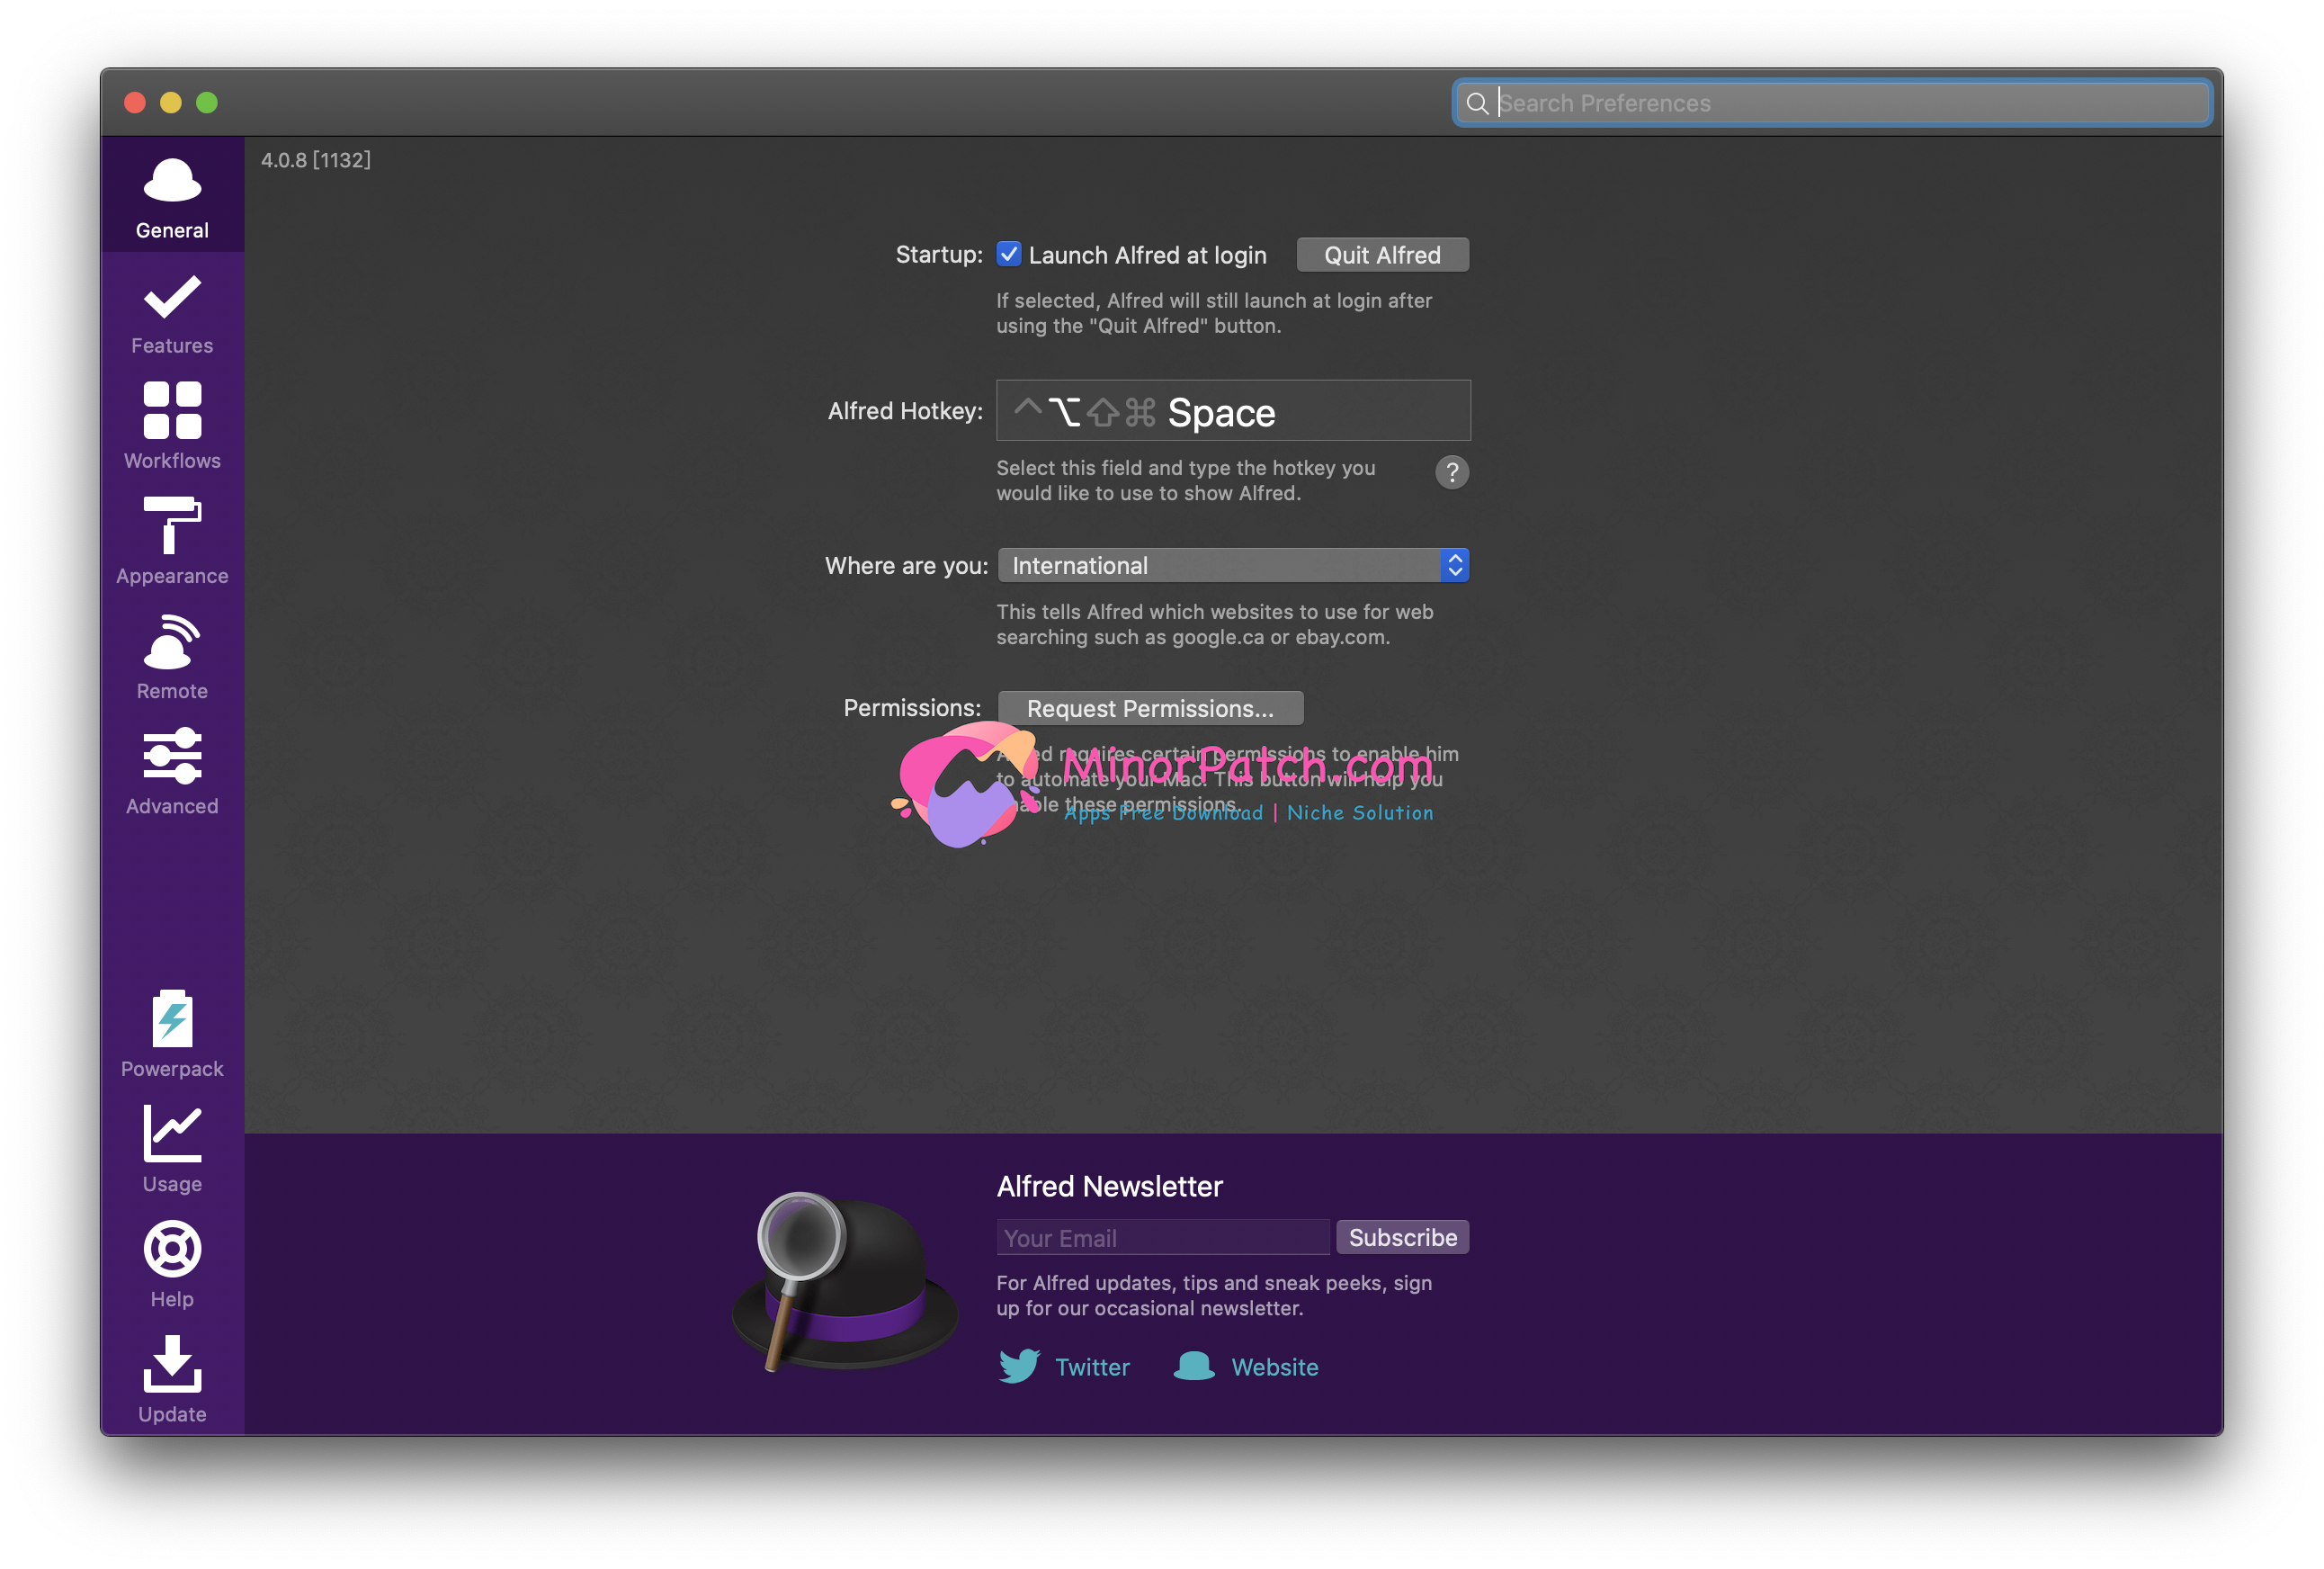 Search Preferences
4.0.8 [1132]
General
Features
Workflows
Appearance
Remote
Advanced
Powerpack
Usage
Help
Update
Startup: Launch Alfred at login Quit Alfred
If selected, Alfred will still launch at login after
using the "Quit Alfred" button.
Alfred Hotkey: ^⌥⇧⌘ Space
Select this field and type the hotkey you
would like to use to show Alfred.
?
Where are you: International
This tells Alfred which websites to use for web
searching such as google.ca or ebay.com.
Permissions: Request Permissions...
requires certain permissions to enable him
to automate your Mac. This button will help you
these permissions.
MinorPatch.com
Apps Free Download | Niche Solution
Alfred Newsletter
Your Email Subscribe
For Alfred updates, tips and sneak peeks, sign
up for our occasional newsletter.
Twitter Website